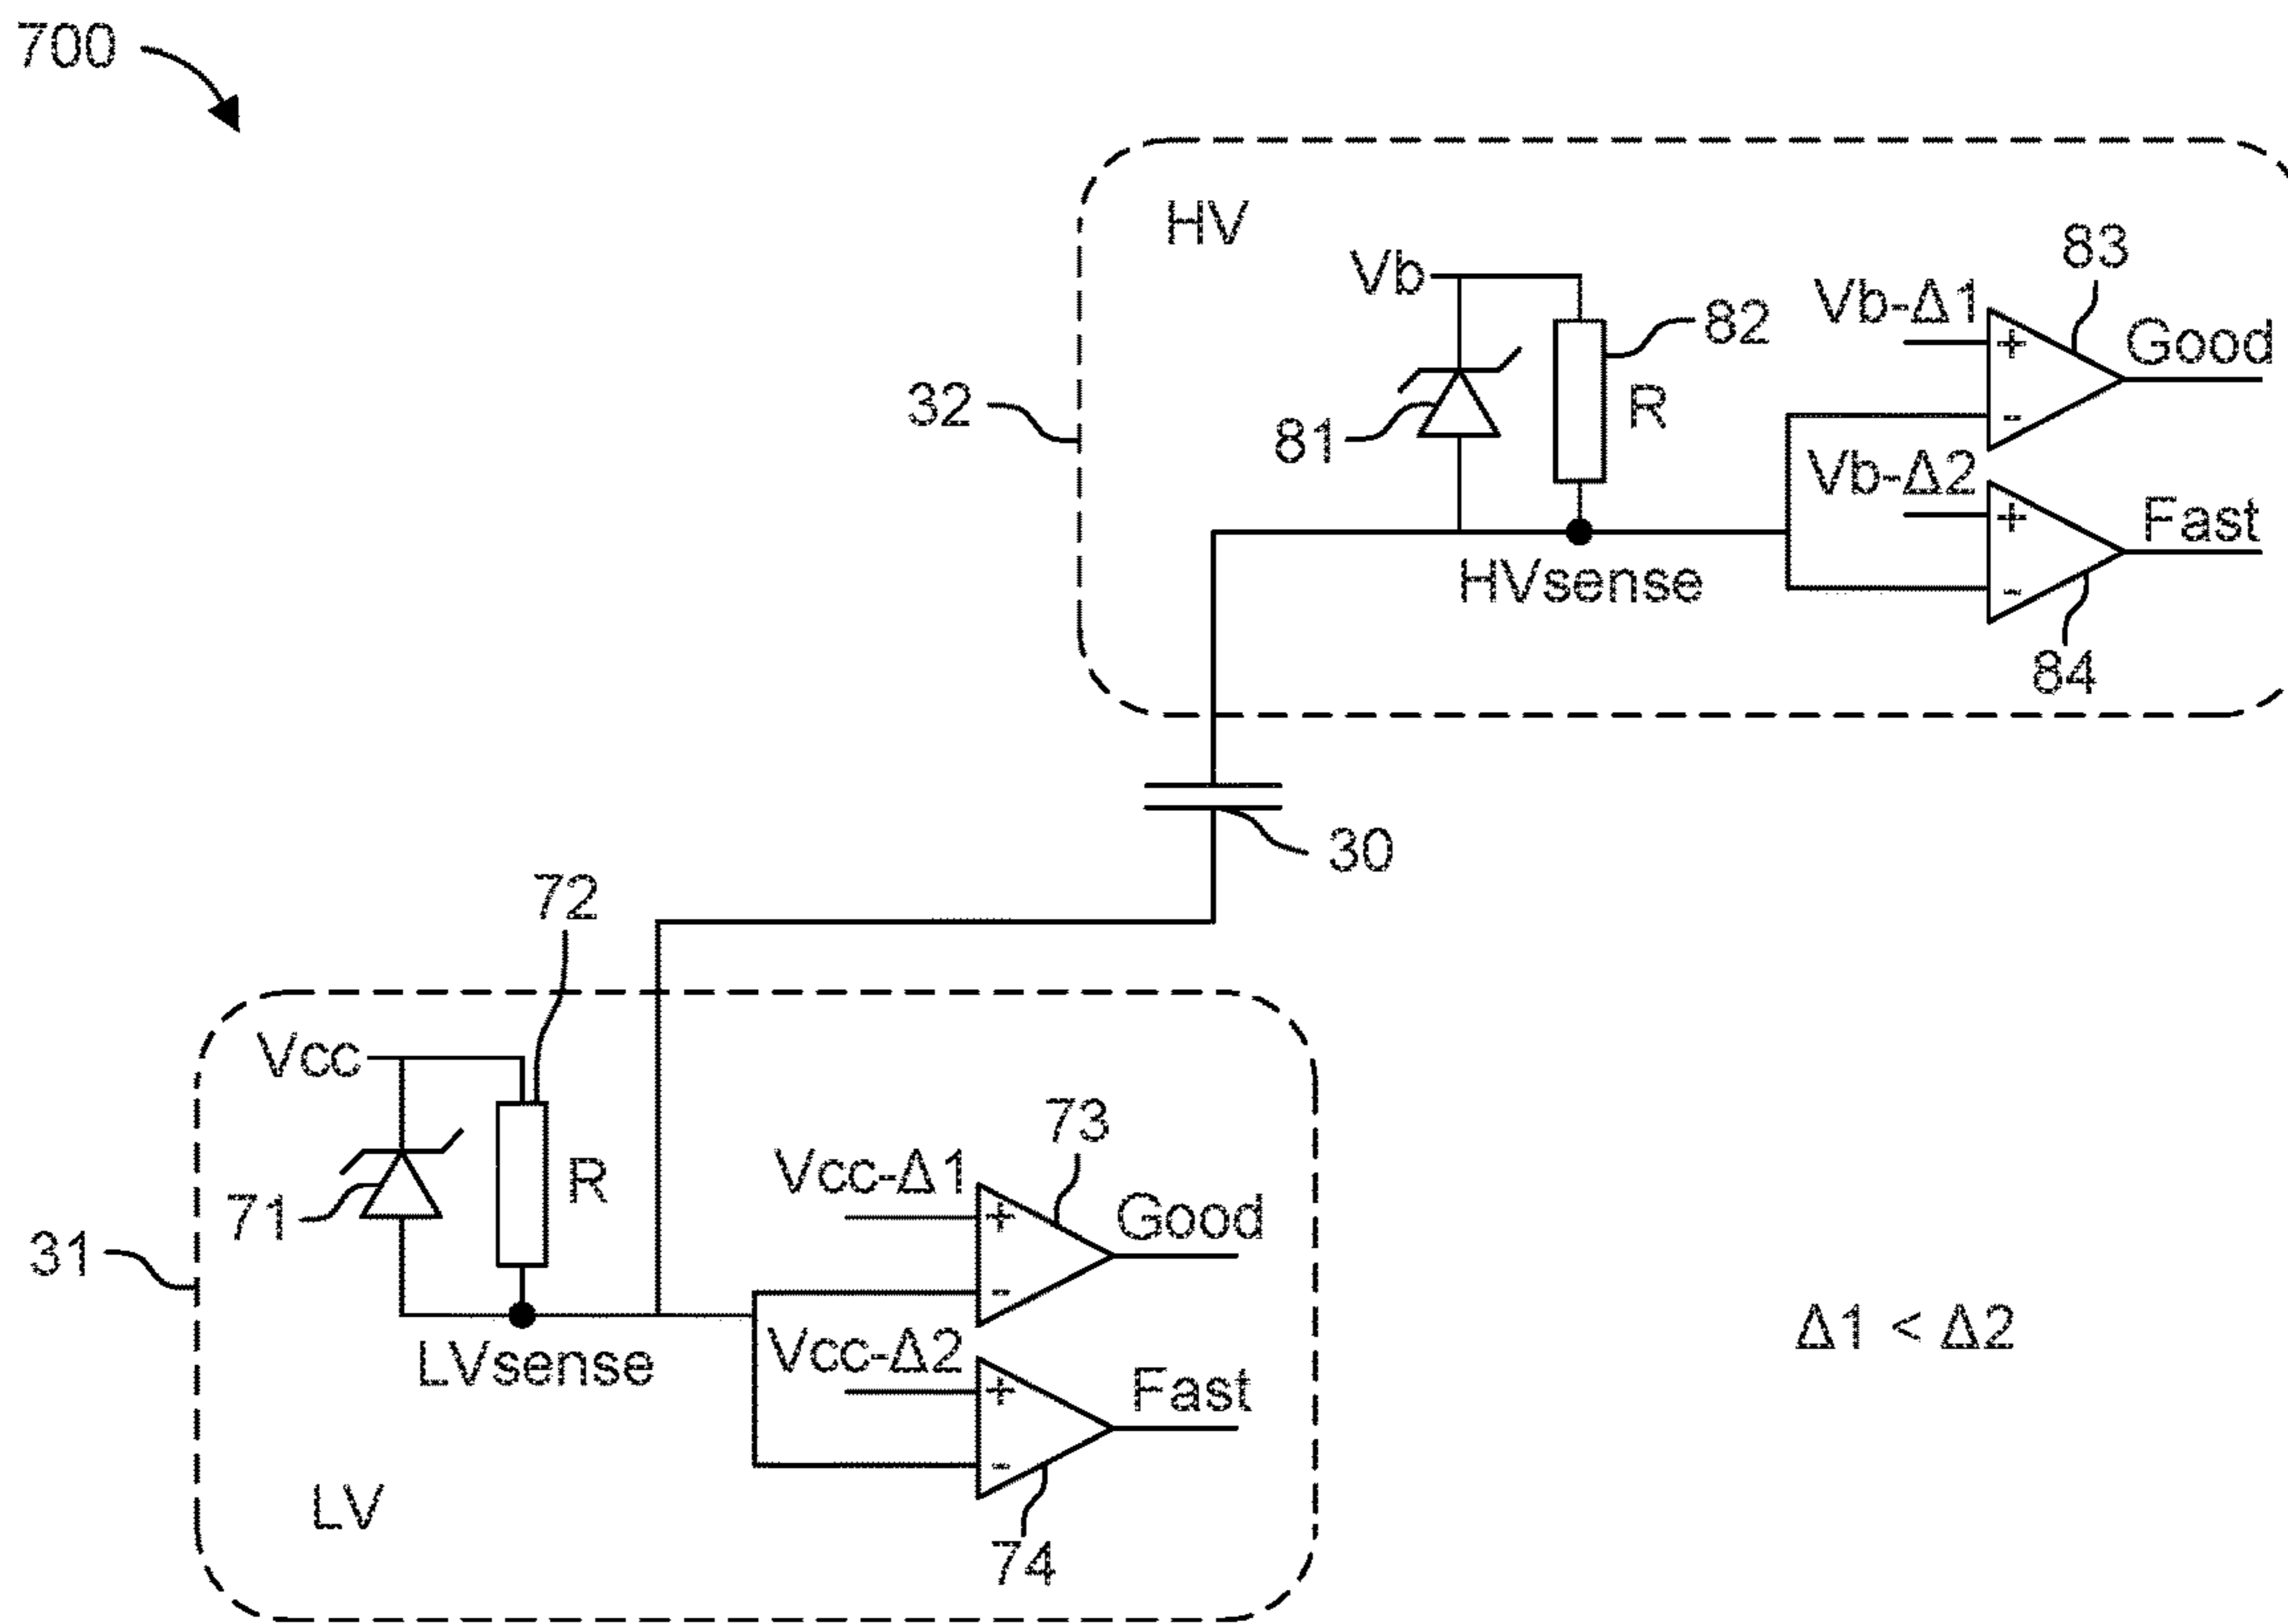 700
HV
Vb
82
R
81
32
HVsense
Vb-Δ1
83
+
-
Good
Vb-Δ2
+
-
Fast
84
30
72
Vcc
R
71
31
LVsense
Vcc-Δ1
73
+
-
Good
Vcc-Δ2
+
-
Fast
74
LV
Δ1 < Δ2